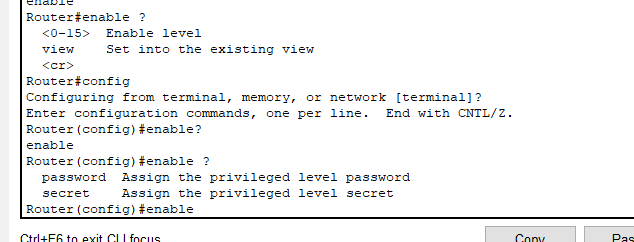 enable
Router#enable ?
  <0-15>  Enable level
  view    Set into the existing view
  <cr>
Router#config
Configuring from terminal, memory, or network [terminal]?
Enter configuration commands, one per line.  End with CNTL/Z.
Router(config)#enable?
enable
Router(config)#enable ?
  password  Assign the privileged level password
  secret    Assign the privileged level secret
Router(config)#enable
Ctrl+F6 to exit CLI focus
Copy
Pas